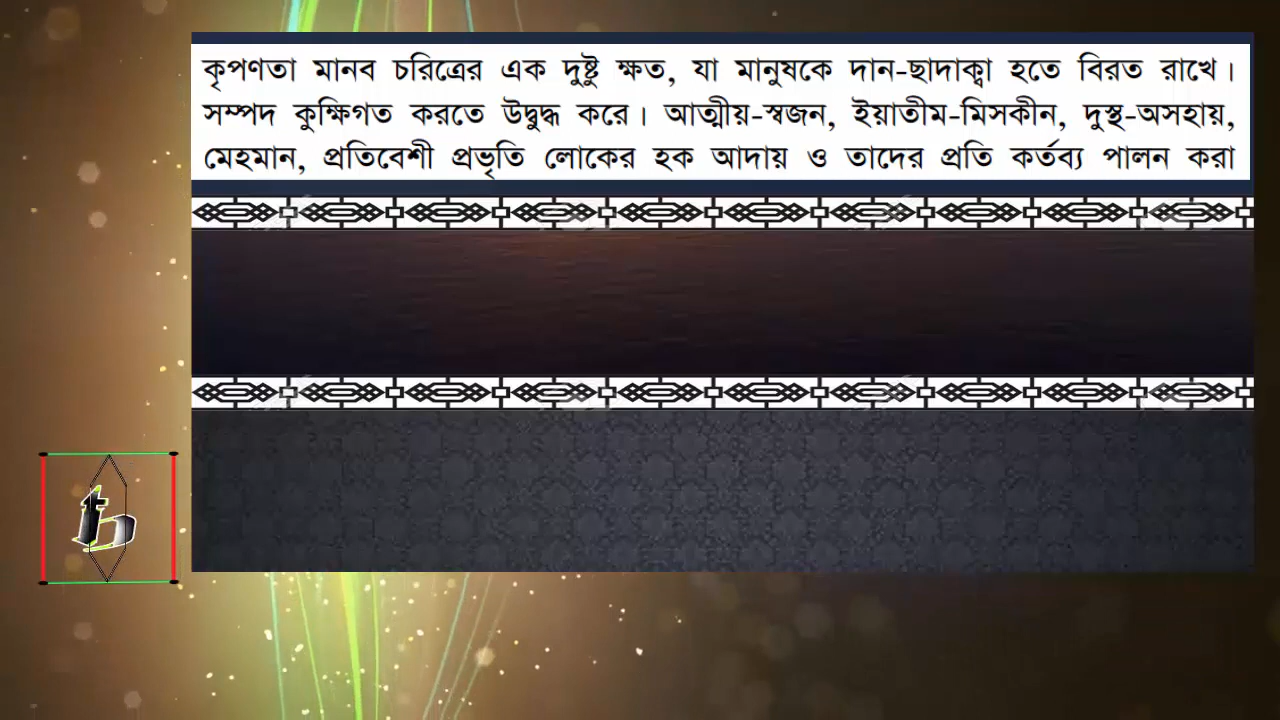 কৃপণতা মানব চরিত্রের এক দুষ্টু ক্ষত, যা মানুষকে দান-ছাদাক্বা হতে বিরত রাখে।
সম্পদ কুক্ষিগত করতে উদ্বুদ্ধ করে। আত্মীয়-স্বজন, ইয়াতীম-মিসকীন, দুস্থ-অসহায়,
মেহমান, প্রতিবেশী প্রভৃতি লোকের হক আদায় ও তাদের প্রতি কর্তব্য পালন করা